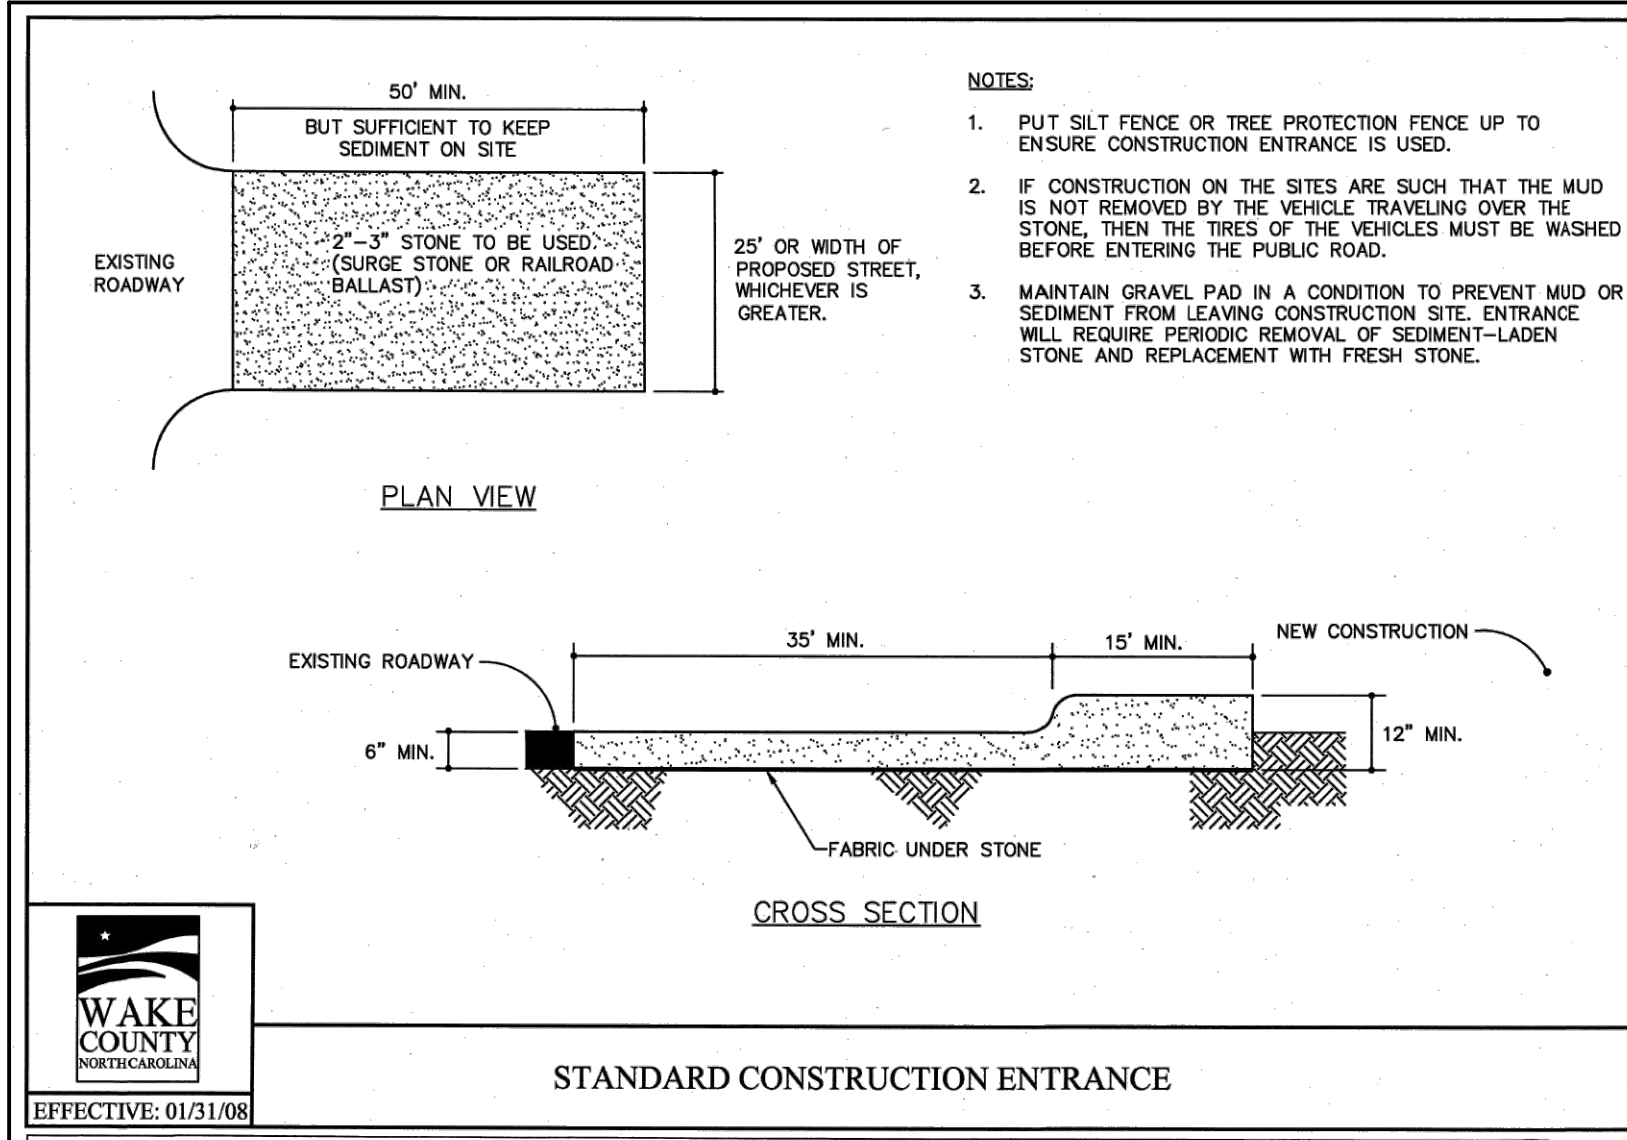 50' MIN.
BUT SUFFICIENT TO KEEP
SEDIMENT ON SITE
2"-3" STONE TO BE USED.
(SURGE STONE OR RAILROAD
BALLAST)
EXISTING
ROADWAY
25' OR WIDTH OF
PROPOSED STREET,
WHICHEVER IS
GREATER.
PLAN VIEW
NOTES:
1. PUT SILT FENCE OR TREE PROTECTION FENCE UP TO
ENSURE CONSTRUCTION ENTRANCE IS USED.
2. IF CONSTRUCTION ON THE SITES ARE SUCH THAT THE MUD
IS NOT REMOVED BY THE VEHICLE TRAVELING OVER THE
STONE, THEN THE TIRES OF THE VEHICLES MUST BE WASHED
BEFORE ENTERING THE PUBLIC ROAD.
3. MAINTAIN GRAVEL PAD IN A CONDITION TO PREVENT MUD OR
SEDIMENT FROM LEAVING CONSTRUCTION SITE. ENTRANCE
WILL REQUIRE PERIODIC REMOVAL OF SEDIMENT-LADEN
STONE AND REPLACEMENT WITH FRESH STONE.
35' MIN.
15' MIN.
NEW CONSTRUCTION
EXISTING ROADWAY
6" MIN.
12" MIN.
FABRIC UNDER STONE
CROSS SECTION
WAKE
COUNTY
NORTH CAROLINA
EFFECTIVE: 01/31/08
STANDARD CONSTRUCTION ENTRANCE